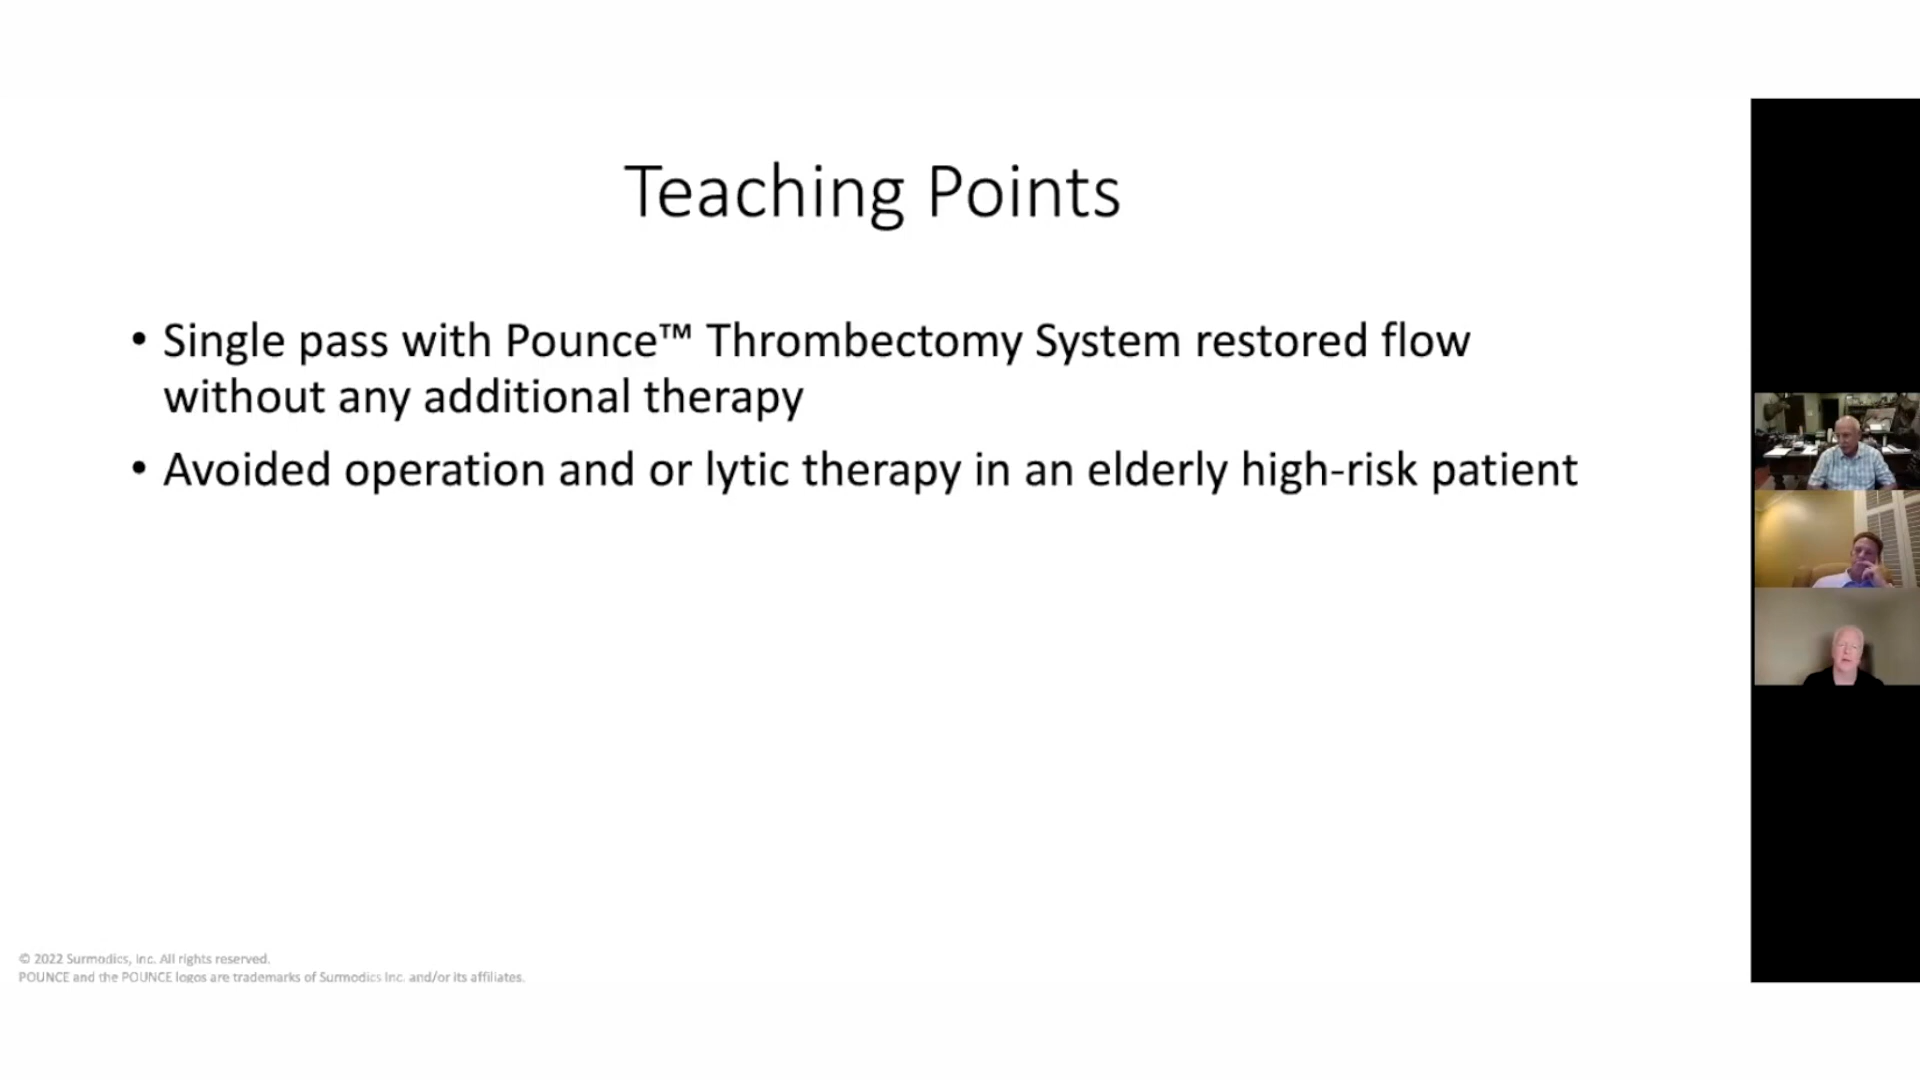 Teaching Points
• Single pass with Pounce™ Thrombectomy System restored flow
without any additional therapy
• Avoided operation and or lytic therapy in an elderly high-risk patient
© 2022 Surmodics, Inc. All rights reserved.
POUNCE and the POUNCE logos are trademarks of Surmodics Inc. and/or its affiliates.